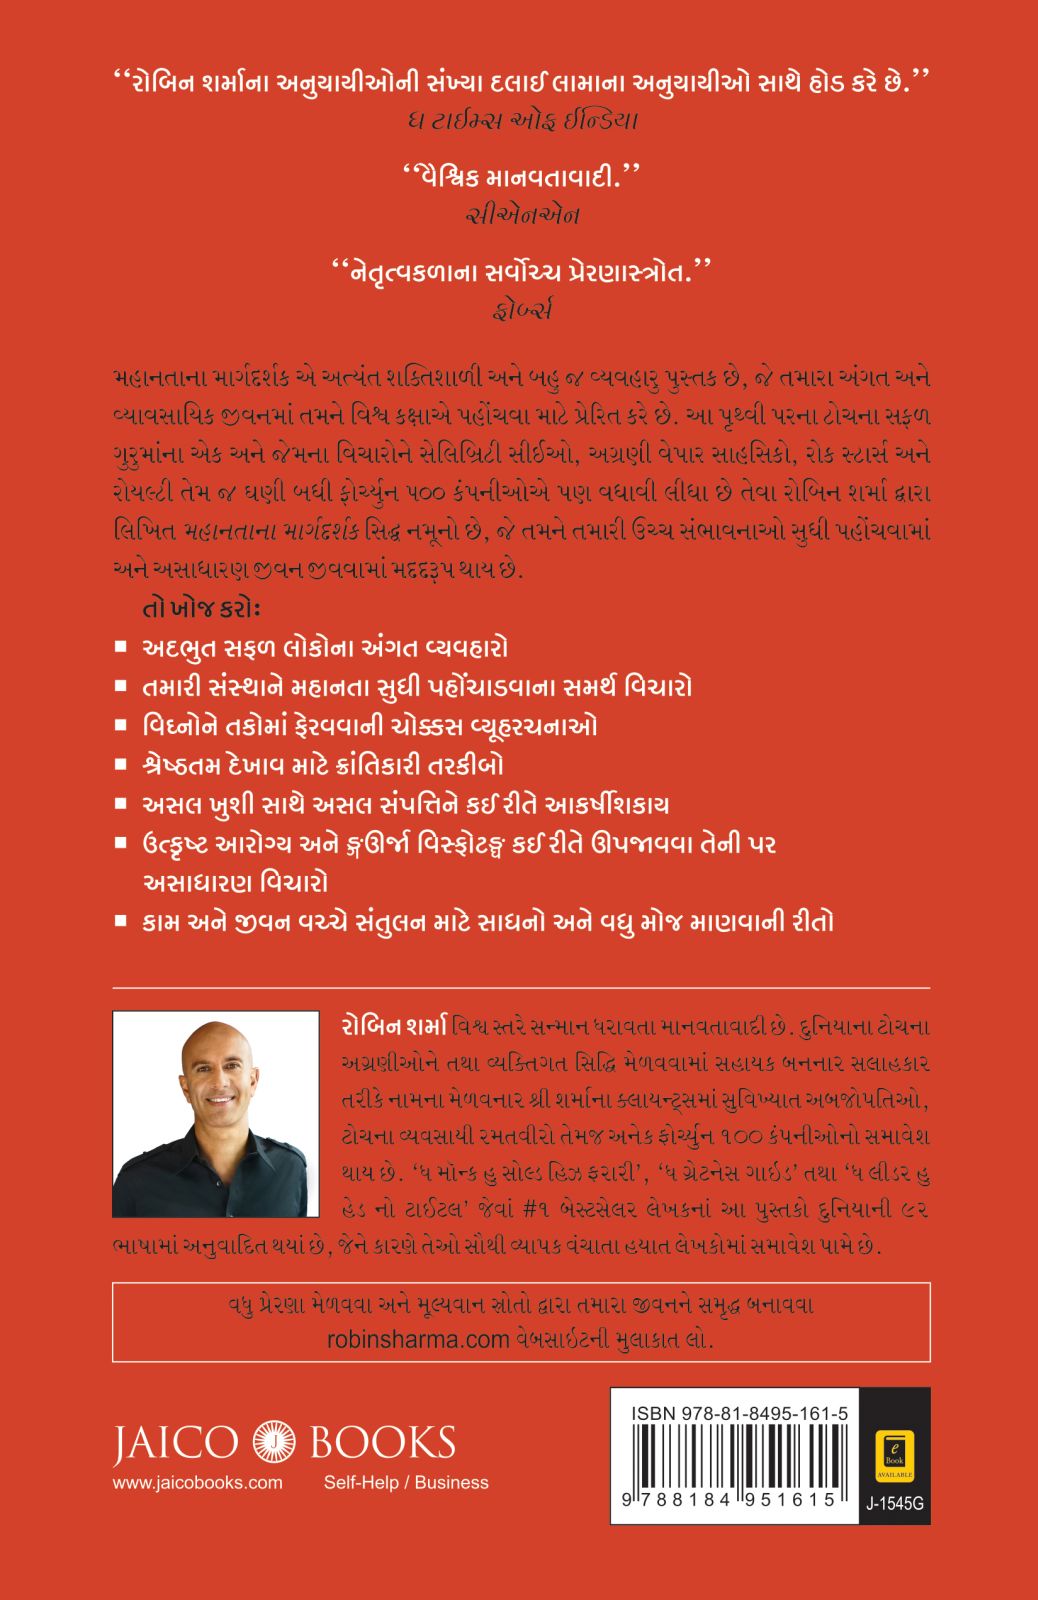 ‘‘રોબિન શર્માના અનુયાયીઓની સંખ્યા દલાઈ લામાના અનુયાયીઓ સાથે હોડ કરે છે.’’
ધ ટાઈમ્સ ઓફ ઈન્ડિયા
‘‘વૈશ્વિક માનવતાવાદી.’’
સીએનએન
‘‘નેતૃત્વકળાના સર્વોચ્ચ પ્રેરણાસ્ત્રોત.’’
ફોર્બ્સ
મહાનતાના માર્ગદર્શક એ અત્યંત શક્તિશાળી અને બહુ જ વ્યવહારુ પુસ્તક છે, જે તમારા અંગત અને
વ્યાવસાયિક જીવનમાં તમને વિશ્વ કક્ષાએ પહોંચવા માટે પ્રેરિત કરે છે. આ પૃથ્વી પરના ટોચના સફળ
ગુરુમાંના એક અને જેમના વિચારોને સેલિબ્રિટી સીઈઓ, અગ્રણી વેપાર સાહસિકો, રોક સ્ટાર્સ અને
રોયલ્ટી તેમ જ ઘણી બધી ફોર્ચ્યુન ૫૦૦ કંપનીઓએ પણ વધાવી લીધા છે તેવા રોબિન શર્મા દ્વારા
લિખિત મહાનતાના માર્ગદર્શક સિદ્ધ નમૂનો છે, જે તમને તમારી ઉચ્ચ સંભાવનાઓ સુધી પહોંચવામાં
અને અસાધારણ જીવન જીવવામાં મદદરૂપ થાય છે.
તો ખોજ કરો:
■ અદભુત સફળ લોકોના અંગત વ્યવહારો
■ તમારી સંસ્થાને મહાનતા સુધી પહોંચાડવાના સમર્થ વિચારો
■ વિઘ્નોને તકોમાં ફેરવવાની ચોક્કસ વ્યૂહરચનાઓ
■ શ્રેષ્ઠતમ દેખાવ માટે ક્રાંતિકારી તરકીબો
■ અસલ ખુશી સાથે અસલ સંપત્તિને કઈ રીતે આકર્ષીશકાય
■ ઉત્કૃષ્ટ આરોગ્ય અને ઙ્ગઊર્જા વિસ્ફોટઙ્ઘ કઈ રીતે ઊપજાવવા તેની પર
અસાધારણ વિચારો
■ કામ અને જીવન વચ્ચે સંતુલન માટે સાધનો અને વધુ મોજ માણવાની રીતો
રોબિન શર્મા વિશ્વ સ્તરે સન્માન ધરાવતા માનવતાવાદી છે. દુનિયાના ટોચના
અગ્રણીઓને તથા વ્યક્તિગત સિદ્ધિ મેળવવામાં સહાયક બનનાર સલાહકાર
તરીકે નામના મેળવનાર શ્રી શર્માના ક્લાયન્ટ્સમાં સુવિખ્યાત અબજોપતિઓ,
ટોચના વ્યવસાયી રમતવીરો તેમજ અનેક ફોર્ચ્યુન ૧૦૦ કંપનીઓનો સમાવેશ
થાય છે. ‘ધ મૉન્ક હુ સોલ્ડ હિઝ ફરારી’, ‘ધ ગ્રેટનેસ ગાઇડ’ તથા ‘ધ લીડર હુ
હેડ નો ટાઈટલ’ જેવાં #૧ બેસ્ટસેલર લેખકનાં આ પુસ્તકો દુનિયાની ૯૨
ભાષામાં અનુવાદિત થયાં છે, જેને કારણે તેઓ સૌથી વ્યાપક વંચાતા હયાત લેખકોમાં સમાવેશ પામે છે.
વધુ પ્રેરણા મેળવવા અને મૂલ્યવાન સ્રોતો દ્વારા તમારા જીવનને સમૃદ્ધ બનાવવા
robinsharma.com વેબસાઇટની મુલાકાત લો.
JAICO J BOOKS
www.jaicobooks.com Self-Help / Business
ISBN 978-81-8495-161-5
9 788184 951615
e
Book
AVAILABLE
J-1545G